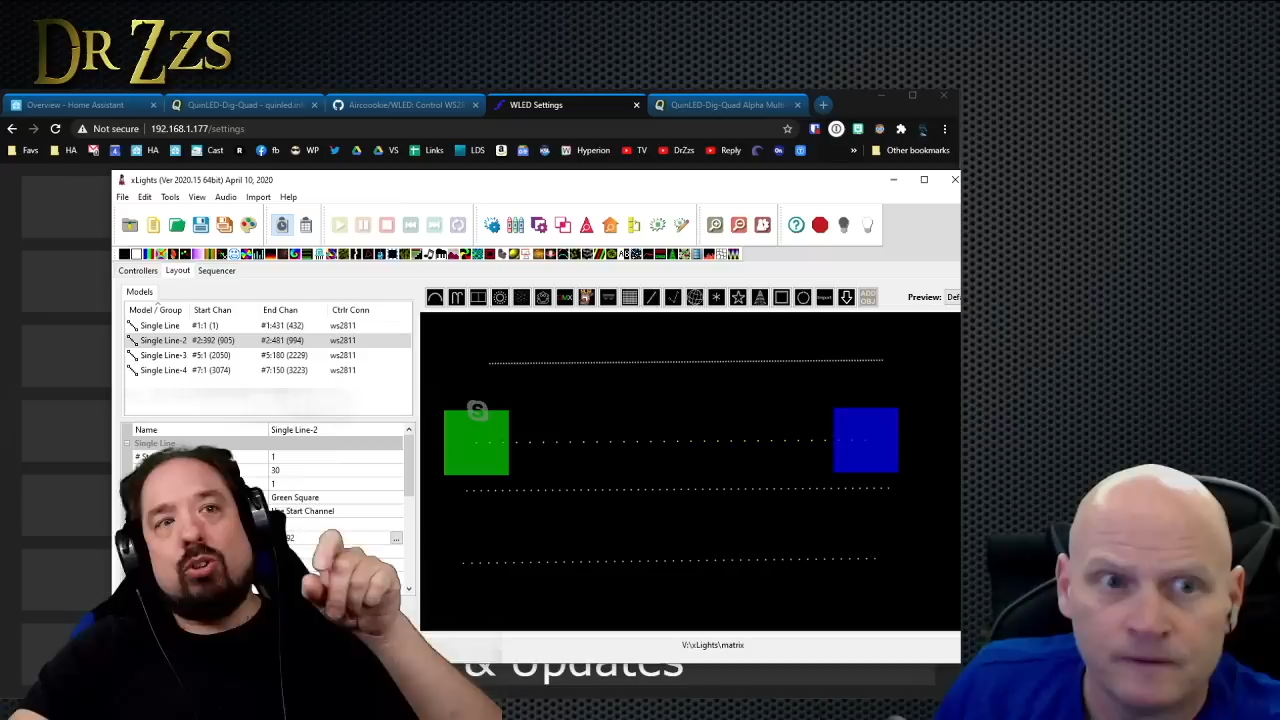 DR ZZS
Overview - Home Assistant
QuinLED-Dig-Quad - quinled.inf
Aircoookie/WLED: Control WS28
WLED Settings
QuinLED-Dig-Quad Alpha Multi
Not secure
192.168.1.177/settings
Favs
HA
HA
Cast
fb
WP
VS
Links
LDS
Hyperion
TV
DrZzs
Reply
»
Other bookmarks
xLights (Ver 2020.15 64bit) April 10, 2020
File Edit Tools View Audio Import Help
Controllers Layout Sequencer
Models
Preview: Def
Model / Group Start Chan End Chan Ctrlr Conn
Single Line #1:1 (1) #1:431 (432) ws2811
Single Line-2 #2:392 (905) #2:481 (994) ws2811
Single Line-3 #5:1 (2050) #5:180 (2229) ws2811
Single Line-4 #7:1 (3074) #7:150 (3223) ws2811
Name Single Line-2
Single Line
1
30
1
Green Square
Start Channel
92
...
V:\xLights\matrix
& Updates